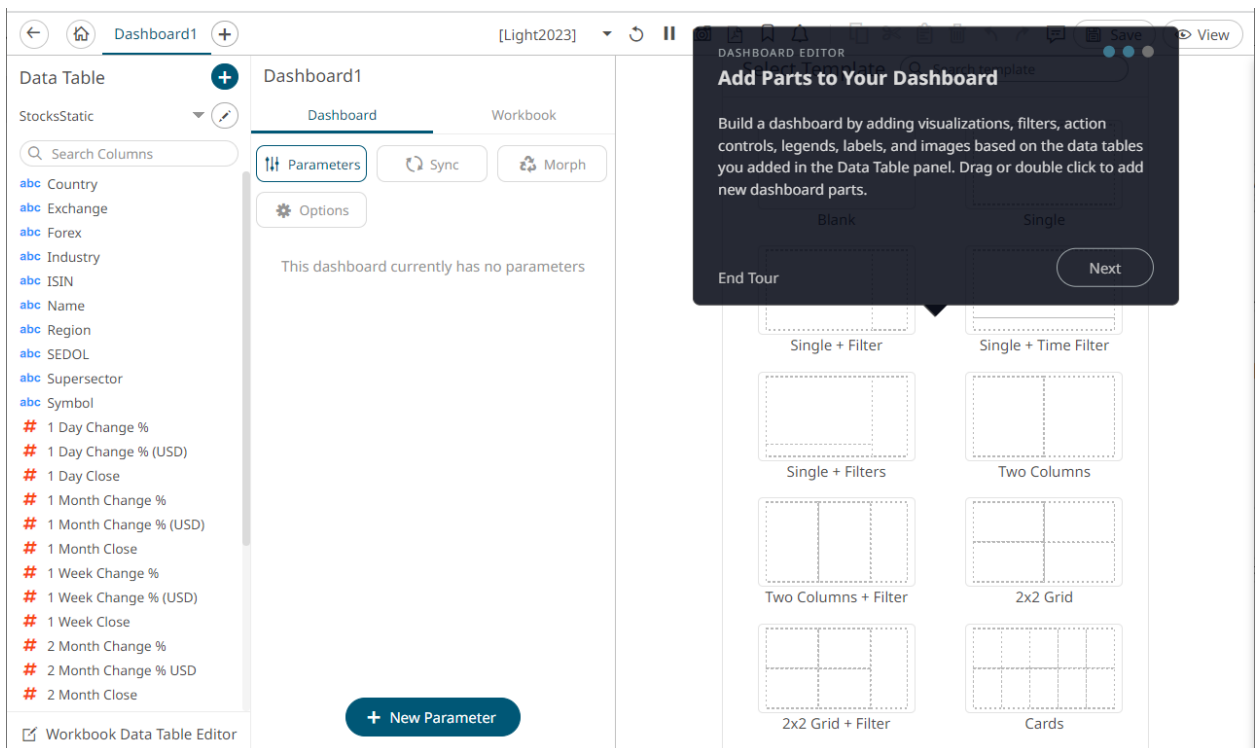 Dashboard1
[Light2023]
Save
View
Data Table
StocksStatic
Search Columns
abc Country
abc Exchange
abc Forex
abc Industry
abc ISIN
abc Name
abc Region
abc SEDOL
abc Supersector
abc Symbol
# 1 Day Change %
# 1 Day Change % (USD)
# 1 Day Close
# 1 Month Change %
# 1 Month Change % (USD)
# 1 Month Close
# 1 Week Change %
# 1 Week Change % (USD)
# 1 Week Close
# 2 Month Change %
# 2 Month Change % USD
# 2 Month Close
Workbook Data Table Editor
Dashboard1
Dashboard Workbook
Parameters Sync Morph
Options
This dashboard currently has no parameters
+ New Parameter
DASHBOARD EDITOR
Select Template Search template
Add Parts to Your Dashboard
Build a dashboard by adding visualizations, filters, action
controls, legends, labels, and images based on the data tables
you added in the Data Table panel. Drag or double click to add
new dashboard parts.
Blank Single
End Tour Next
Single + Filter Single + Time Filter
Single + Filters Two Columns
Two Columns + Filter 2x2 Grid
2x2 Grid + Filter Cards